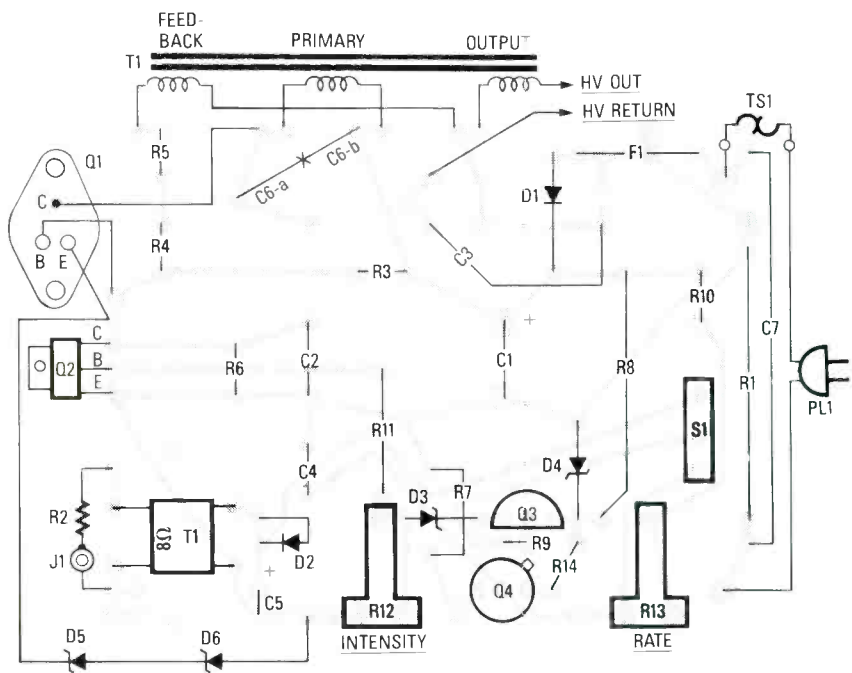 FEED-
BACK
PRIMARY
OUTPUT
T1
HV OUT
HV RETURN
TS1
Q1
R5
C6-a
C6-b
F1
D1
C
B E
R4
C3
R3
R10
+
C7
C
Q2
B
E
R6
C2
C1
R8
R1
PL1
S1
R11
C4
D4
R2
8Ω
T1
D3
R7
Q3
J1
D2
R9
+
R14
Q4
C5
R12
R13
D5
D6
INTENSITY
RATE